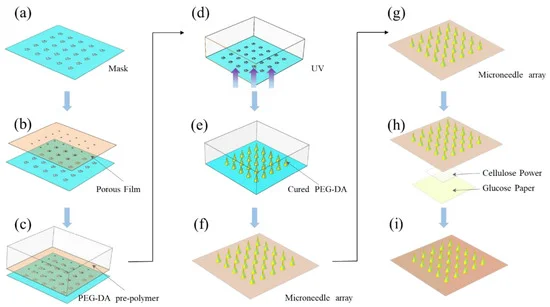 (a)
Mask
(b)
Porous Film
(c)
PEG-DA pre-polymer
(d)
UV
(e)
Cured PEG-DA
(f)
Microneedle array
(g)
Microneedle array
(h)
Cellulose Power
Glucose Paper
(i)